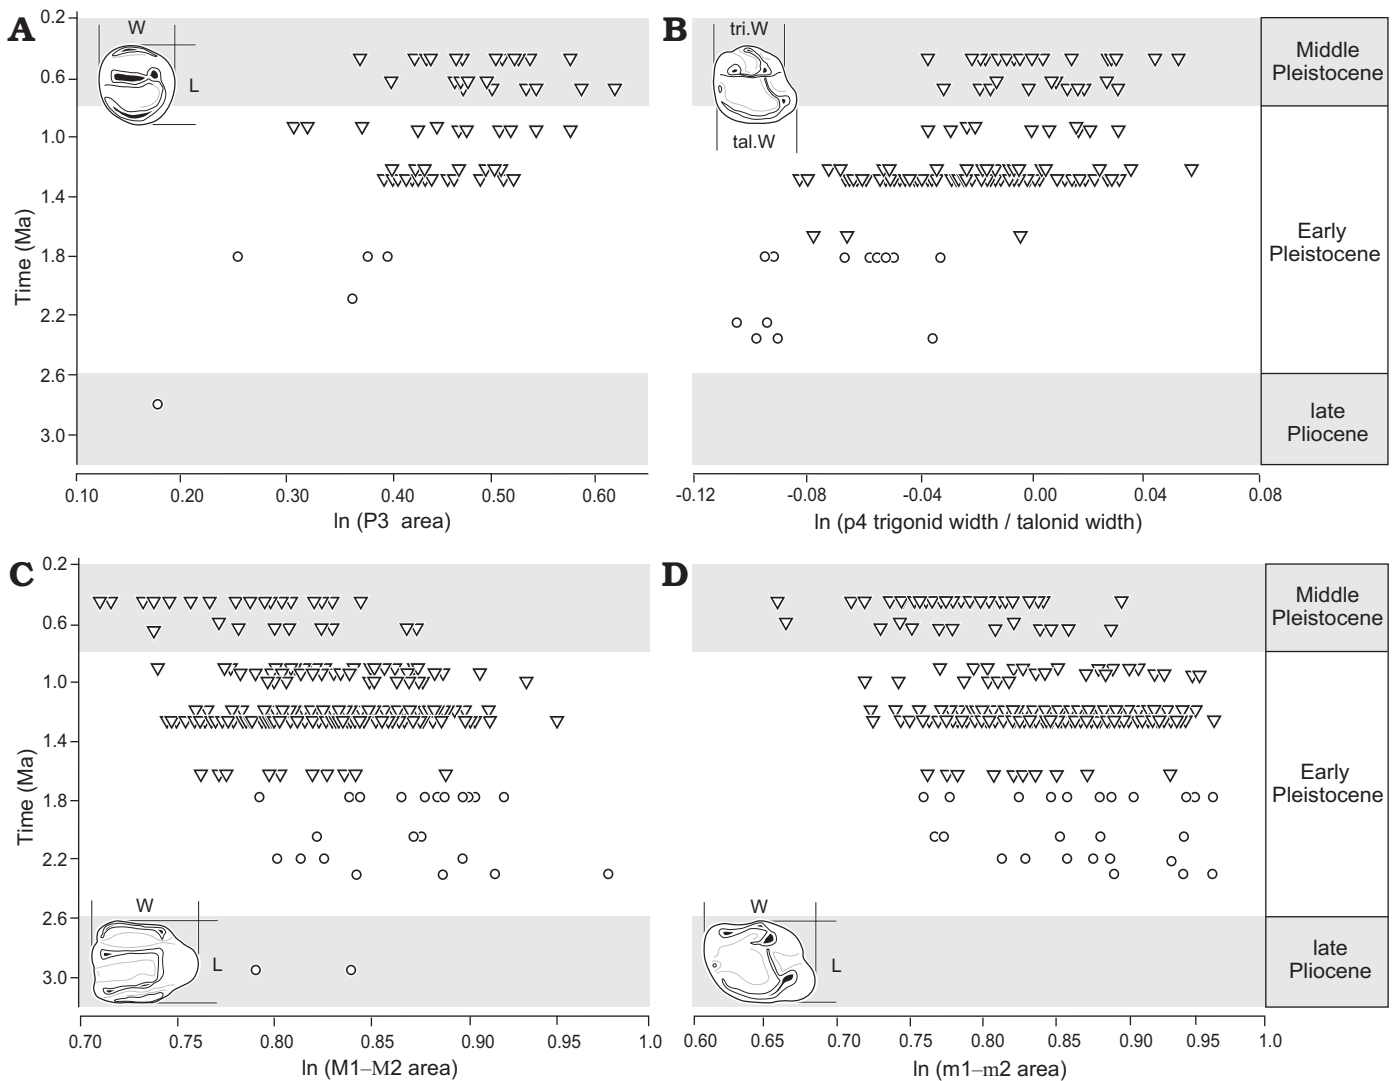 A
W
L
0.2
0.6
1.0
1.4
1.8
2.2
2.6
3.0
Time (Ma)
0.10 0.20 0.30 0.40 0.50 0.60
ln (P3 area)
B
tri.W
tal.W
-0.12 -0.08 -0.04 0.00 0.04 0.08
ln (p4 trigonid width / talonid width)
Middle
Pleistocene
Early
Pleistocene
late
Pliocene
C
0.2
0.6
1.0
1.4
1.8
2.2
2.6
3.0
Time (Ma)
W
L
0.70 0.75 0.80 0.85 0.90 0.95 1.0
ln (M1–M2 area)
D
W
L
0.60 0.65 0.70 0.75 0.80 0.85 0.90 0.95 1.0
ln (m1–m2 area)
Middle
Pleistocene
Early
Pleistocene
late
Pliocene